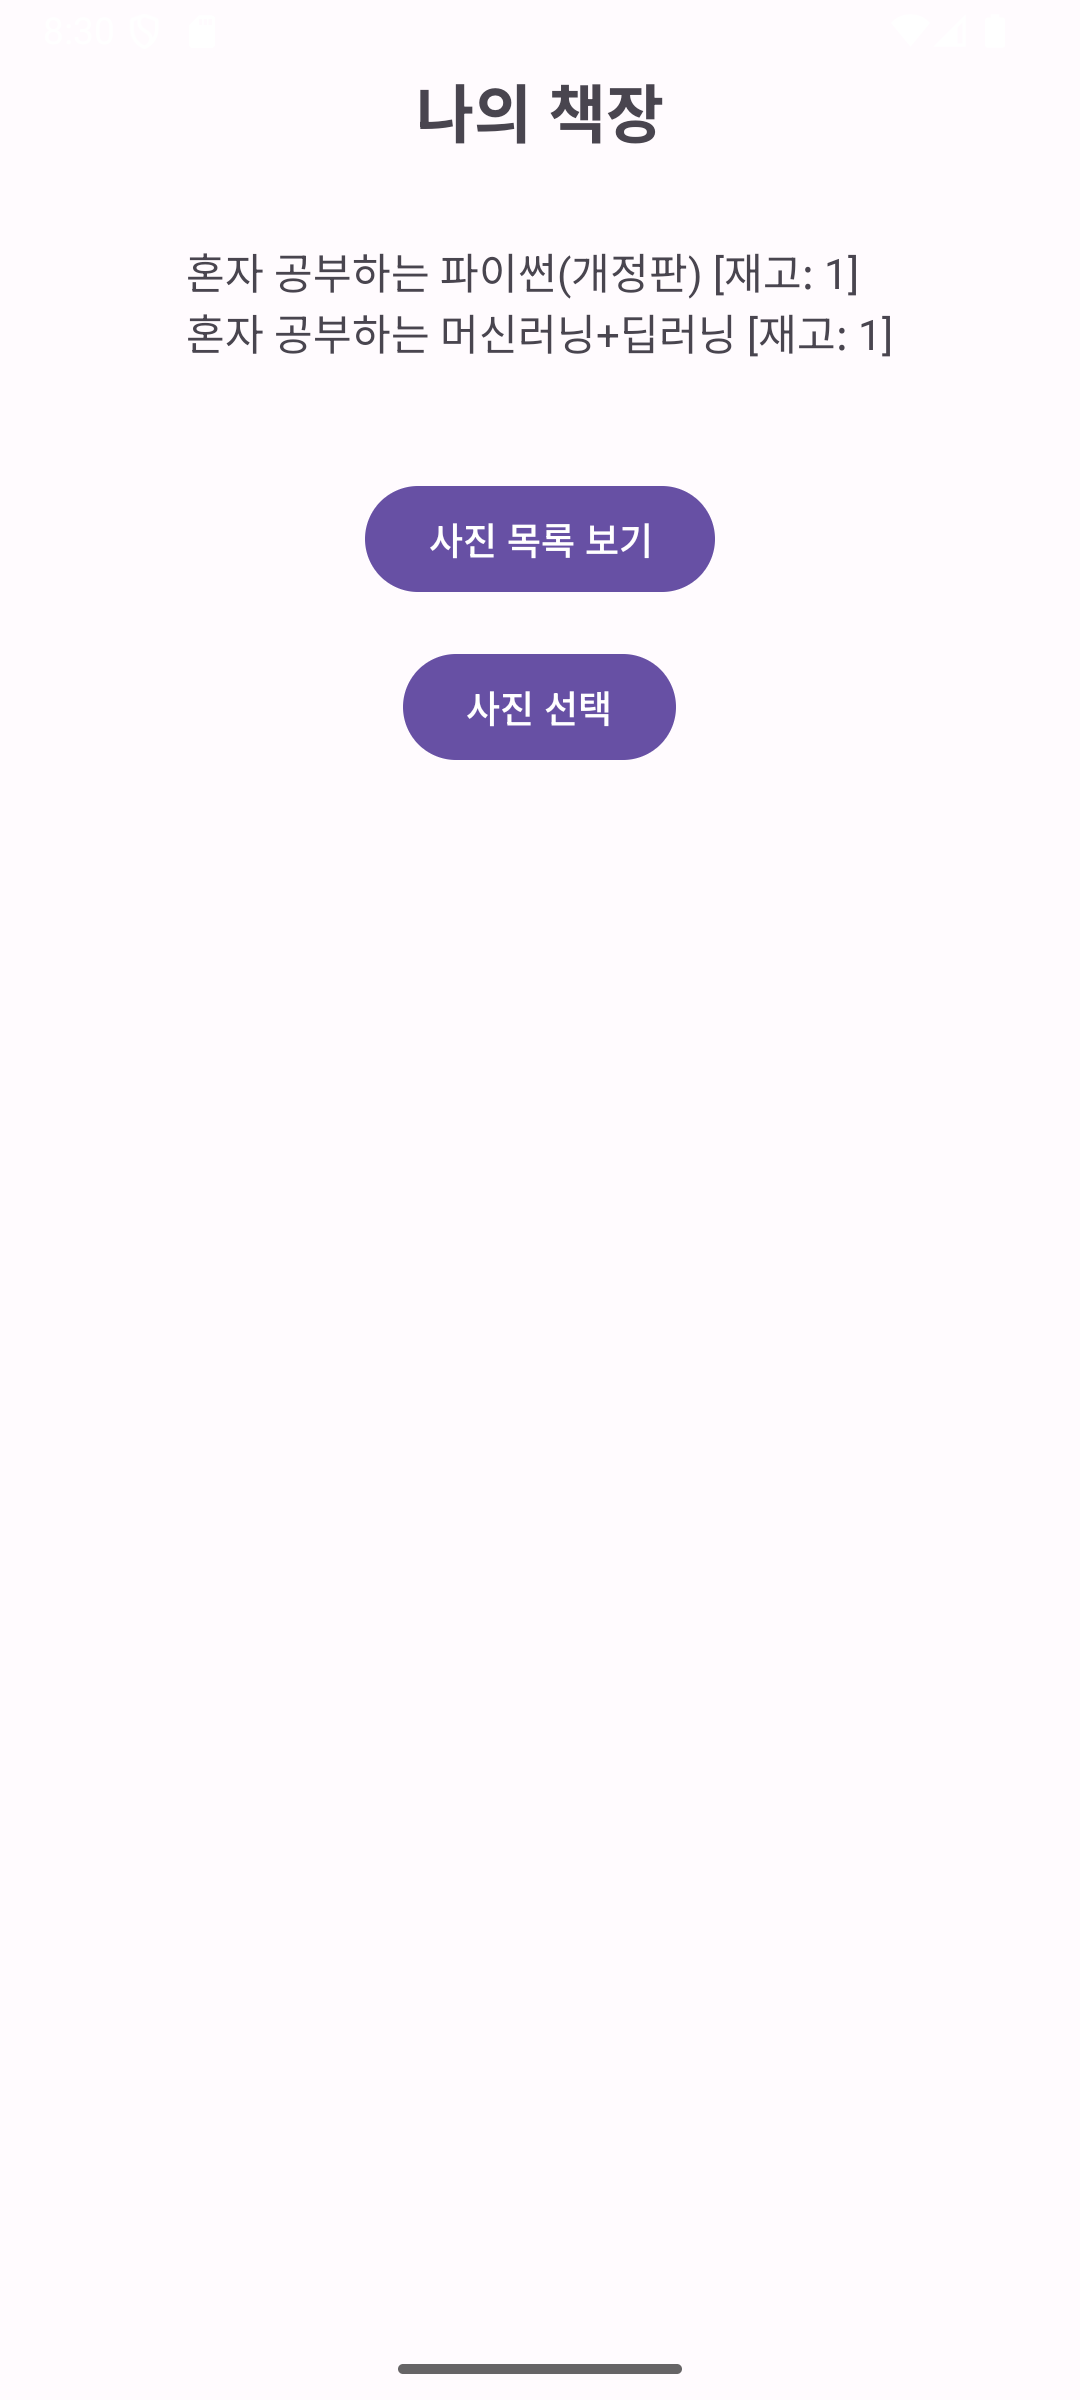 나의 책장
혼자 공부하는 파이썬(개정판) [재고: 1]
혼자 공부하는 머신러닝+딥러닝 [재고: 1]
사진 목록 보기
사진 선택